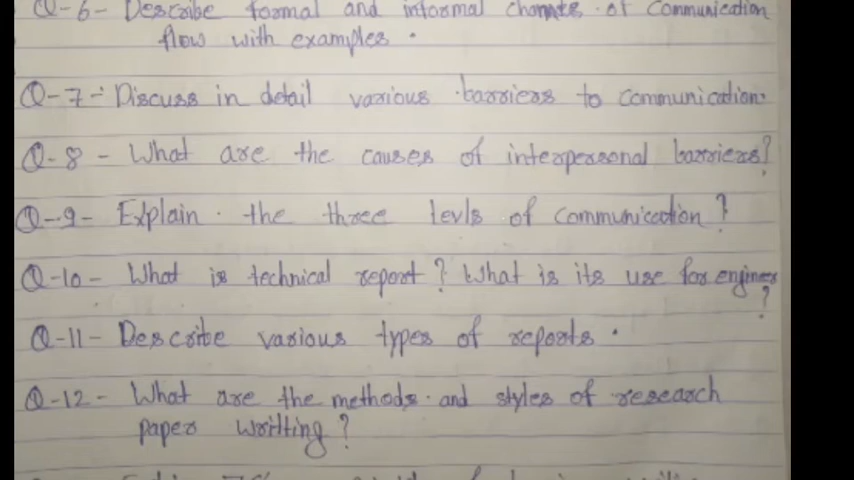 Q-6- Describe formal and informal channels of communication
flow with examples.
Q-7- Discuss in detail various barriers to communication.
Q-8 - What are the causes of interpersonal barriers?
Q-9- Explain the three levls of communication?
Q-10- What is technical report? What is its use for engineer
?
Q-11- Describe various types of reports.
Q-12- What are the methods and styles of research
paper writting?